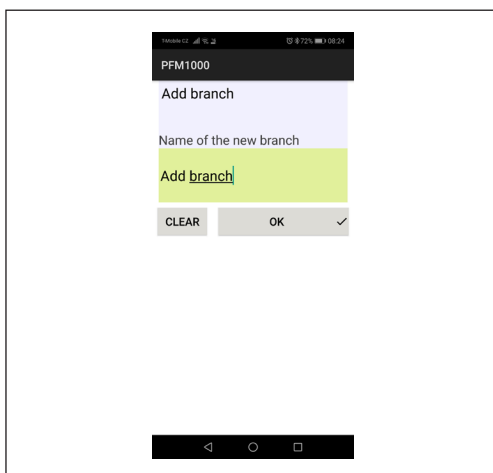 T-Mobile CZ 72% 08:24
PFM1000
Add branch
Name of the new branch
Add branch
CLEAR OK